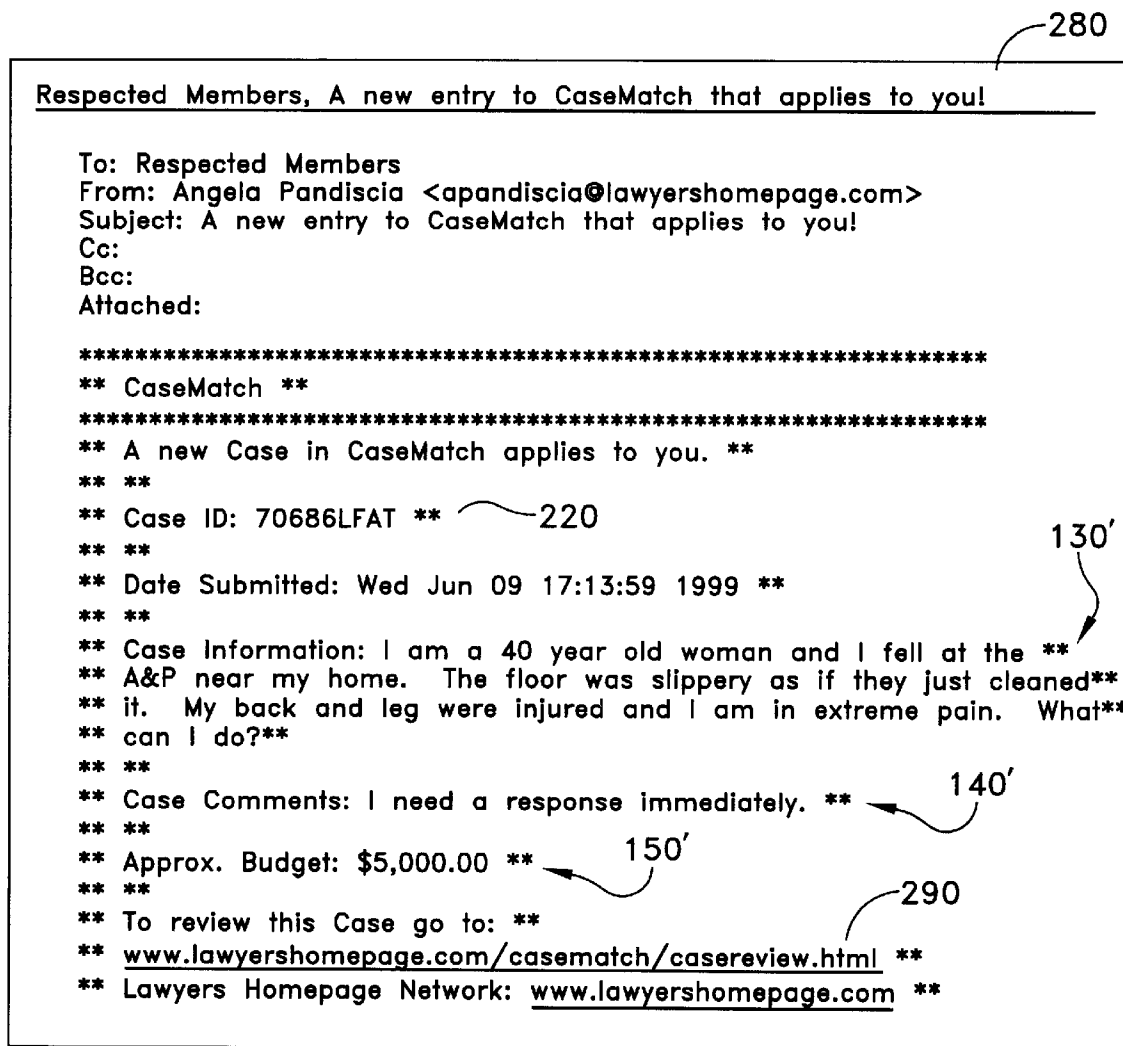 280
Respected Members, A new entry to CaseMatch that applies to you!
To: Respected Members
From: Angela Pandiscia <apandiscia@lawyershomepage.com>
Subject: A new entry to CaseMatch that applies to you!
Cc:
Bcc:
Attached:
*****************************************************************
** CaseMatch **
*****************************************************************
** A new Case in CaseMatch applies to you. **
** **
** Case ID: 70686LFAT ** 220
** **
130'
** Date Submitted: Wed Jun 09 17:13:59 1999 **
** **
** Case Information: I am a 40 year old woman and I fell at the **
** A&P near my home. The floor was slippery as if they just cleaned**
** it. My back and leg were injured and I am in extreme pain. What**
** can I do?**
** **
** Case Comments: I need a response immediately. ** 140'
** **
** Approx. Budget: $5,000.00 ** 150'
** **
290
** To review this Case go to: **
** www.lawyershomepage.com/casematch/casereview.html **
** Lawyers Homepage Network: www.lawyershomepage.com **